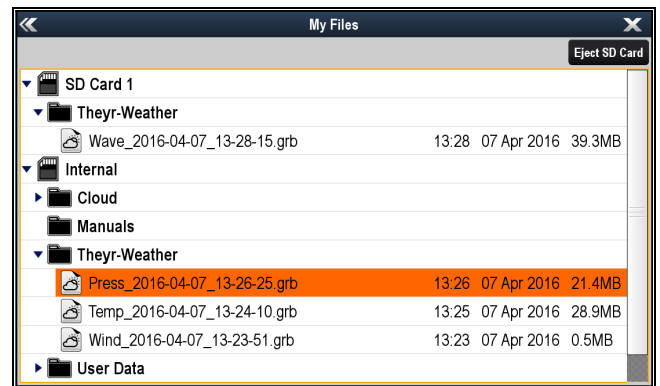 My Files
Eject SD Card
SD Card 1
Theyr-Weather
Wave_2016-04-07_13-28-15.grb 13:28 07 Apr 2016 39.3MB
Internal
Cloud
Manuals
Theyr-Weather
Press_2016-04-07_13-26-25.grb 13:26 07 Apr 2016 21.4MB
Temp_2016-04-07_13-24-10.grb 13:25 07 Apr 2016 28.9MB
Wind_2016-04-07_13-23-51.grb 13:23 07 Apr 2016 0.5MB
User Data